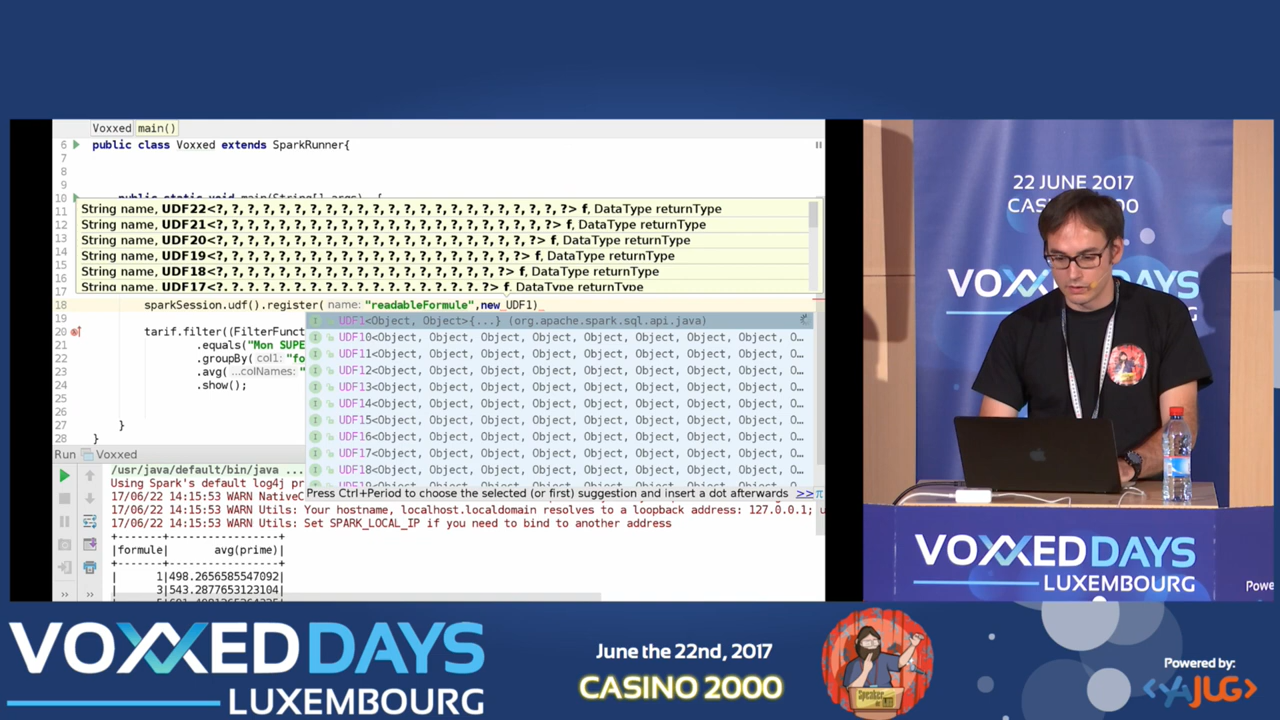 Voxxed main()
6 public class Voxxed extends SparkRunner{
7
8
9
10 public static void main(String[] args) {
11 String name, UDF22<?, ?, ?, ?, ?, ?, ?, ?, ?, ?, ?, ?, ?, ?, ?, ?, ?, ?, ?, ?, ?, ?, ?> f, DataType returnType
12 String name, UDF21<?, ?, ?, ?, ?, ?, ?, ?, ?, ?, ?, ?, ?, ?, ?, ?, ?, ?, ?, ?, ?, ?> f, DataType returnType
13 String name, UDF20<?, ?, ?, ?, ?, ?, ?, ?, ?, ?, ?, ?, ?, ?, ?, ?, ?, ?, ?, ?, ?> f, DataType returnType
14 String name, UDF19<?, ?, ?, ?, ?, ?, ?, ?, ?, ?, ?, ?, ?, ?, ?, ?, ?, ?, ?, ?> f, DataType returnType
15
16 String name, UDF18<?, ?, ?, ?, ?, ?, ?, ?, ?, ?, ?, ?, ?, ?, ?, ?, ?, ?, ?> f, DataType returnType
17 String name, UDF17<?, ?, ?, ?, ?, ?, ?, ?, ?, ?, ?, ?, ?, ?, ?, ?, ?, ?> f, DataType returnType
18 sparkSession.udf().register( name: "readableFormule",new UDF1)
19 UDF1<Object, Object>{...} (org.apache.spark.sql.api.java)
20 tarif.filter((FilterFunct
UDF10<Object, Object, Object, Object, Object, Object, Object, Object, O...
21 .equals("Mon SUPE
UDF11<Object, Object, Object, Object, Object, Object, Object, Object, O...
22 .groupBy( col1: "fo
UDF12<Object, Object, Object, Object, Object, Object, Object, Object, O...
23 .avg( ...colNames: "
UDF13<Object, Object, Object, Object, Object, Object, Object, Object, O...
24 .show();
UDF14<Object, Object, Object, Object, Object, Object, Object, Object, O...
25
26 UDF15<Object, Object, Object, Object, Object, Object, Object, Object, O...
27 }
UDF16<Object, Object, Object, Object, Object, Object, Object, Object, O...
28 }
UDF17<Object, Object, Object, Object, Object, Object, Object, Object, O...
Run Voxxed
UDF18<Object, Object, Object, Object, Object, Object, Object, Object, O...
/usr/java/default/bin/java ...
Using Spark's default log4j pr
Press Ctrl+Period to choose the selected (or first) suggestion and insert a dot afterwards >> π
17/06/22 14:15:53 WARN NativeC
17/06/22 14:15:53 WARN Utils: Your hostname, localhost.localdomain resolves to a loopback address: 127.0.0.1; u
17/06/22 14:15:53 WARN Utils: Set SPARK_LOCAL_IP if you need to bind to another address
+-------+-----------------+
|formule| avg(prime)|
+-------+-----------------+
| 1|498.2656585547092|
| 3|543.2877653123104|
22 JUNE 2017
CASINO 2000
VOXXED DAYS
VOXXED DAYS
LUXEMBOURG
Powe
VOXXED DAYS
LUXEMBOURG
June the 22nd, 2017
CASINO 2000
Speaker
Powered by:
YAJUG